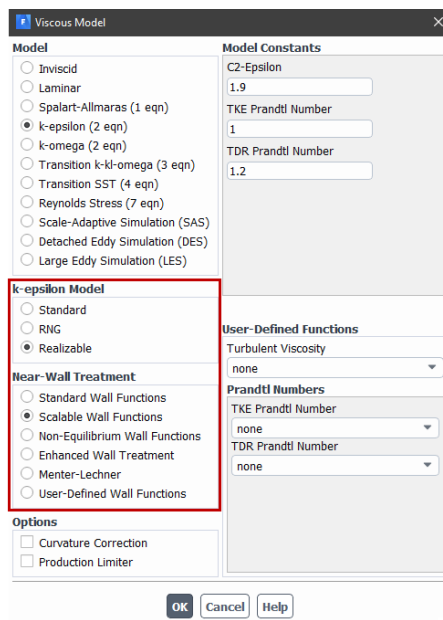 Viscous Model
Model
Inviscid
Laminar
Spalart-Allmaras (1 eqn)
k-epsilon (2 eqn)
k-omega (2 eqn)
Transition k-kl-omega (3 eqn)
Transition SST (4 eqn)
Reynolds Stress (7 eqn)
Scale-Adaptive Simulation (SAS)
Detached Eddy Simulation (DES)
Large Eddy Simulation (LES)
k-epsilon Model
Standard
RNG
Realizable
Near-Wall Treatment
Standard Wall Functions
Scalable Wall Functions
Non-Equilibrium Wall Functions
Enhanced Wall Treatment
Menter-Lechner
User-Defined Wall Functions
Options
Curvature Correction
Production Limiter
Model Constants
C2-Epsilon
1.9
TKE Prandtl Number
1
TDR Prandtl Number
1.2
User-Defined Functions
Turbulent Viscosity
none
Prandtl Numbers
TKE Prandtl Number
none
TDR Prandtl Number
none
OK Cancel Help